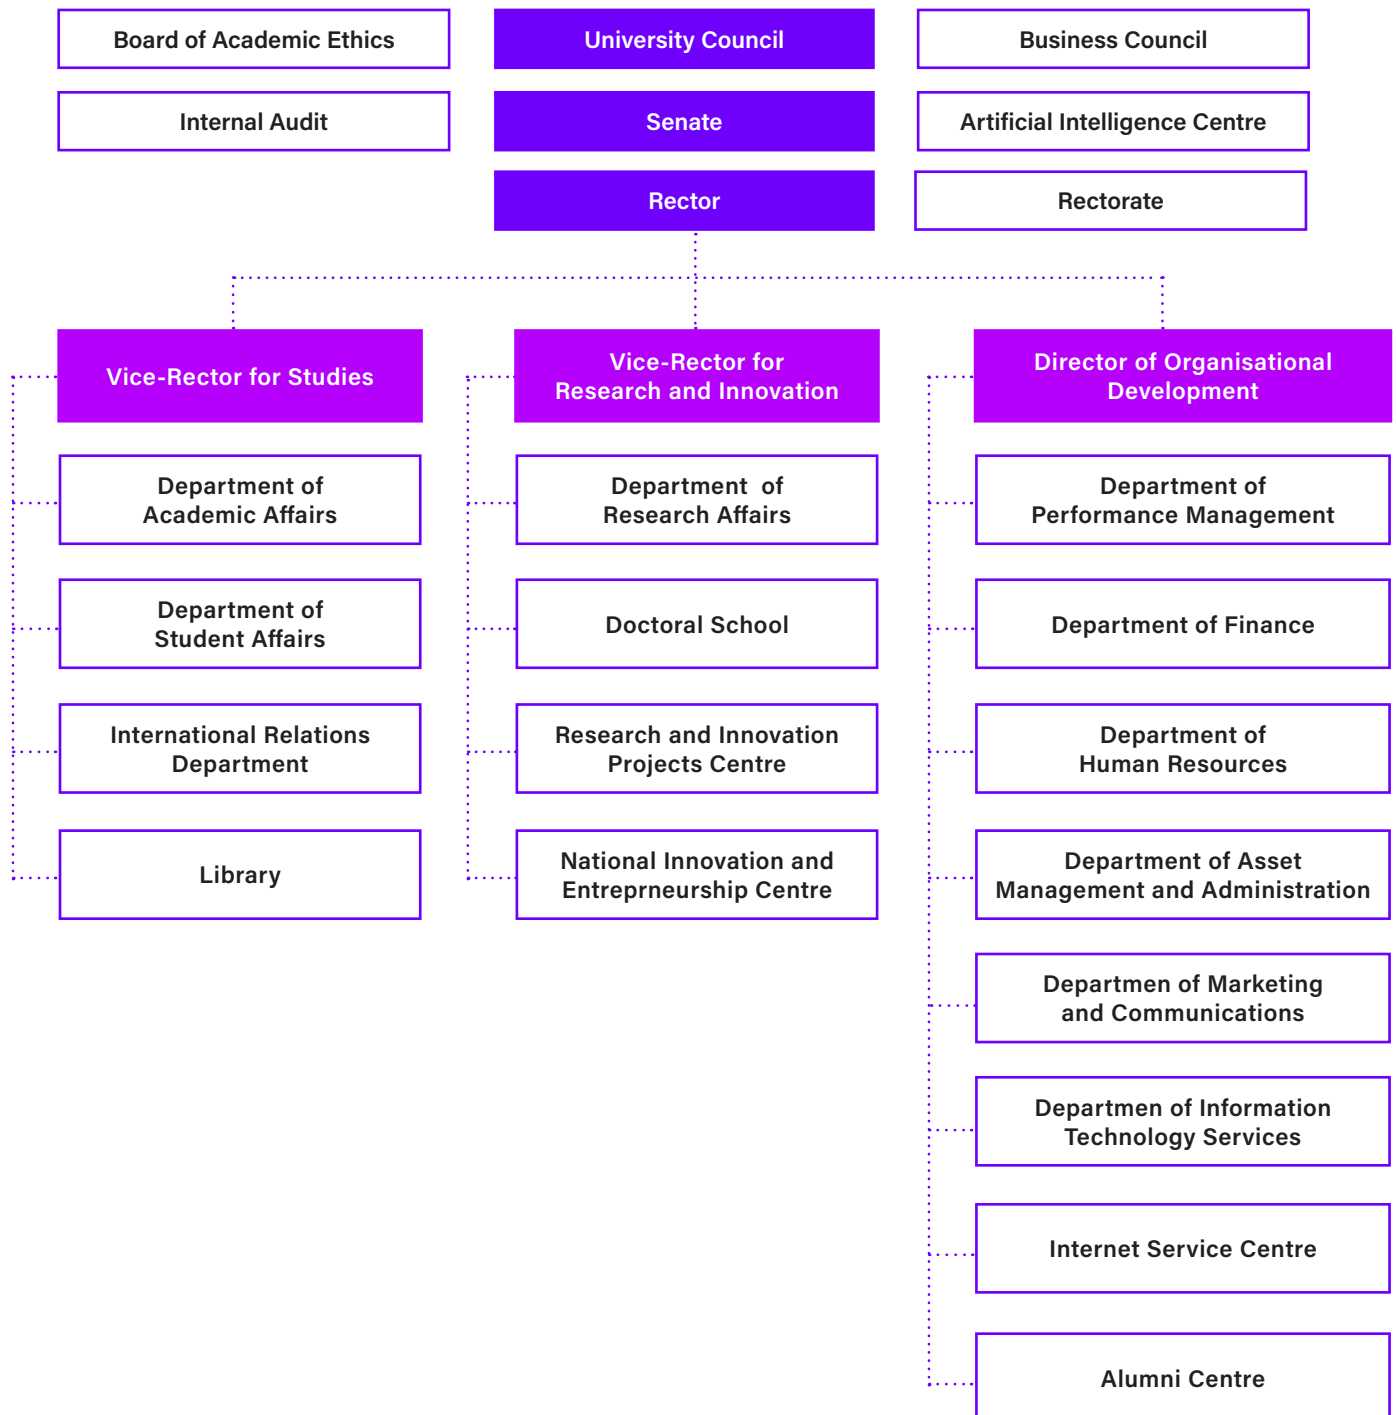 Board of Academic Ethics
University Council
Business Council
Internal Audit
Senate
Artificial Intelligence Centre
Rector
Rectorate
Vice-Rector for Studies
Vice-Rector for
Research and Innovation
Director of Organisational
Development
Department of
Academic Affairs
Department of
Research Affairs
Department of
Performance Management
Department of
Student Affairs
Doctoral School
Department of Finance
International Relations
Department
Research and Innovation
Projects Centre
Department of
Human Resources
Library
National Innovation and
Entreprneurship Centre
Department of Asset
Management and Administration
Departmen of Marketing
and Communications
Departmen of Information
Technology Services
Internet Service Centre
Alumni Centre